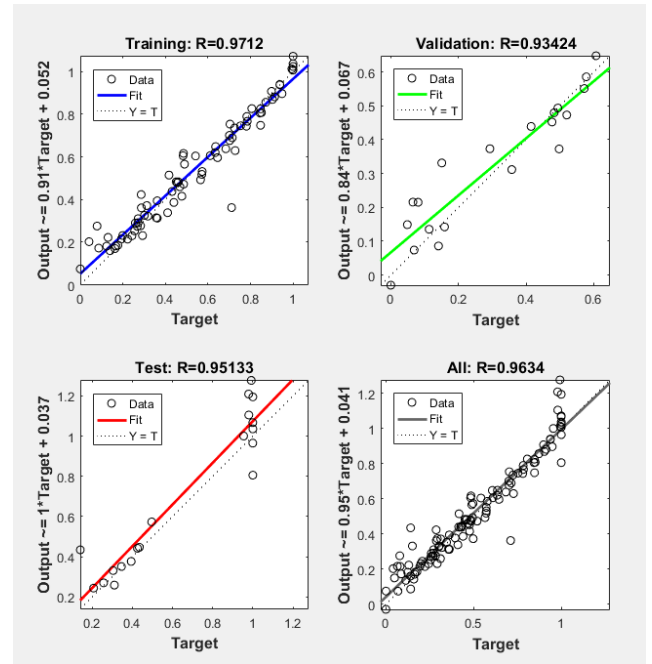 Training: R=0.9712
Output ~= 0.91*Target + 0.052
Data
Fit
Y = T
1
0.8
0.6
0.4
0.2
0
0 0.2 0.4 0.6 0.8 1
Target
Validation: R=0.93424
Output ~= 0.84*Target + 0.067
Data
Fit
Y = T
0.6
0.5
0.4
0.3
0.2
0.1
0
0 0.2 0.4 0.6
Target
Test: R=0.95133
Output ~= 1*Target + 0.037
Data
Fit
Y = T
1.2
1
0.8
0.6
0.4
0.2
0.2 0.4 0.6 0.8 1 1.2
Target
All: R=0.9634
Output ~= 0.95*Target + 0.041
Data
Fit
Y = T
1.2
1
0.8
0.6
0.4
0.2
0
0 0.5 1
Target